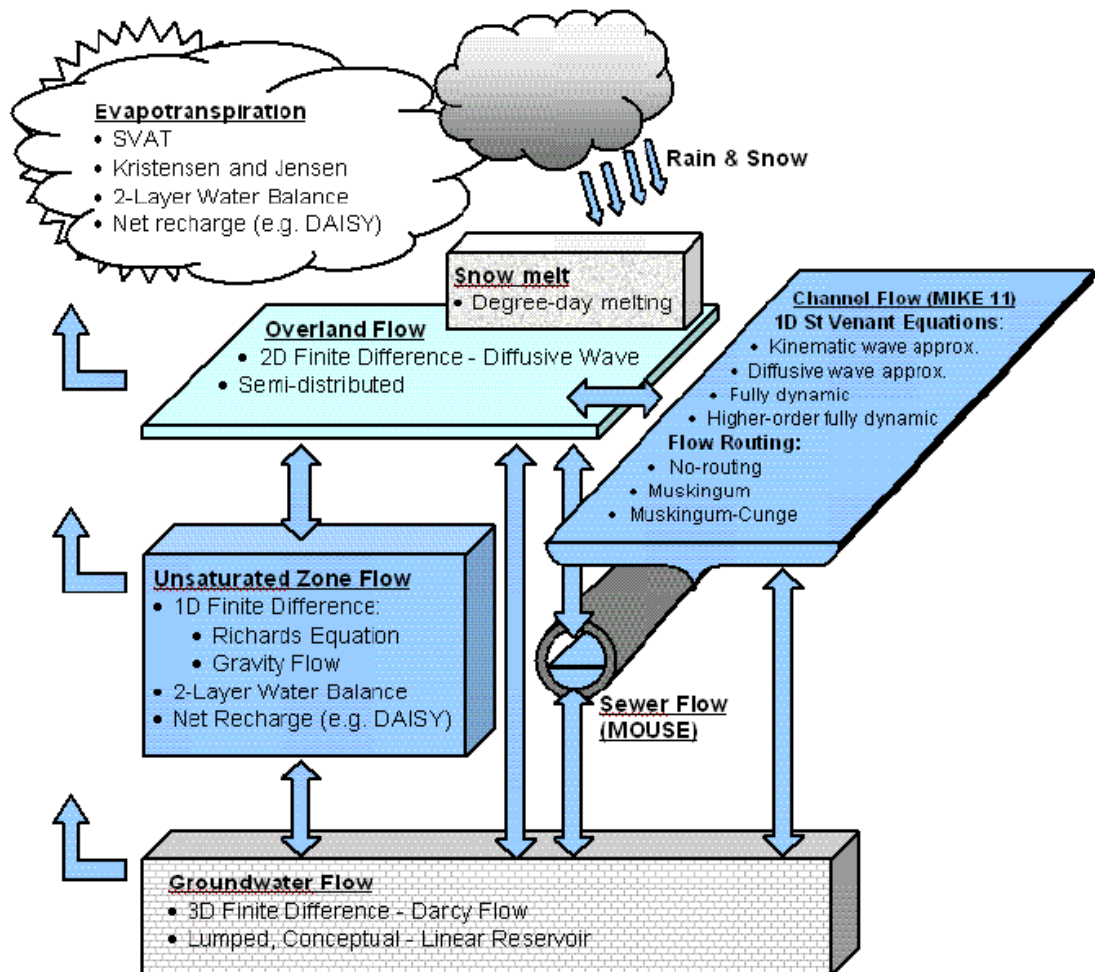 Evapotranspiration
• SVAT
• Kristensen and Jensen
• 2-Layer Water Balance
• Net recharge (e.g. DAISY)
Rain & Snow
Snow melt
• Degree-day melting
Overland Flow
• 2D Finite Difference - Diffusive Wave
• Semi-distributed
Channel Flow (MIKE 11)
1D St Venant Equations:
• Kinematic wave approx.
• Diffusive wave approx.
• Fully dynamic
• Higher-order fully dynamic
Flow Routing:
• No-routing
• Muskingum
• Muskingum-Cunge
Unsaturated Zone Flow
• 1D Finite Difference:
• Richards Equation
• Gravity Flow
• 2-Layer Water Balance
• Net Recharge (e.g. DAISY)
Sewer Flow
(MOUSE)
Groundwater Flow
• 3D Finite Difference - Darcy Flow
• Lumped, Conceptual - Linear Reservoir